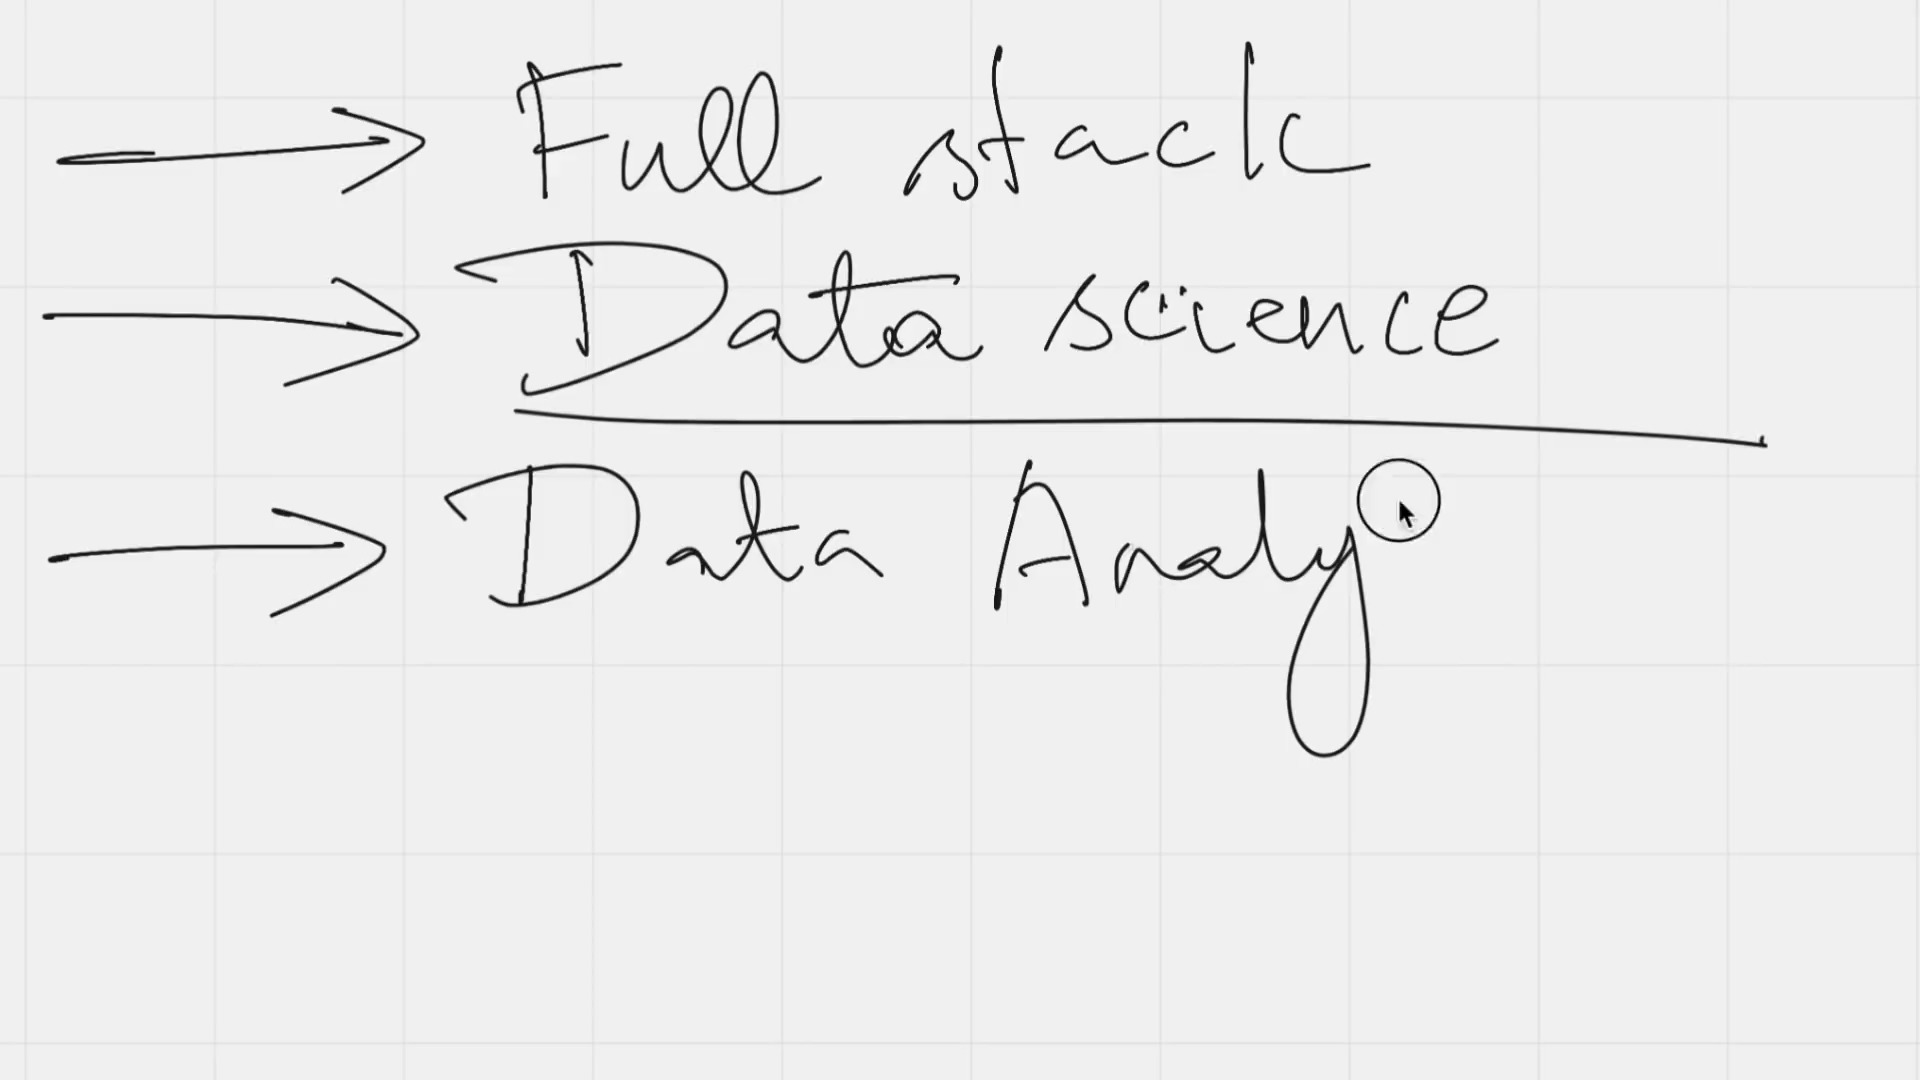 → Full stack
→ Data science
→ Data Analy